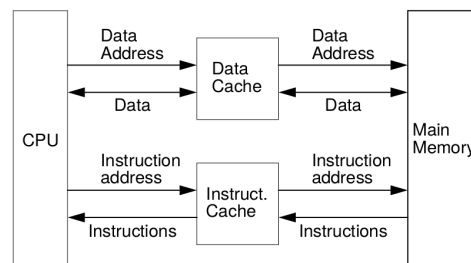 CPU
Data
Address
Data
Data
Cache
Data
Address
Data
Instruction
address
Instructions
Instruct.
Cache
Instruction
address
Instructions
Main
Memory